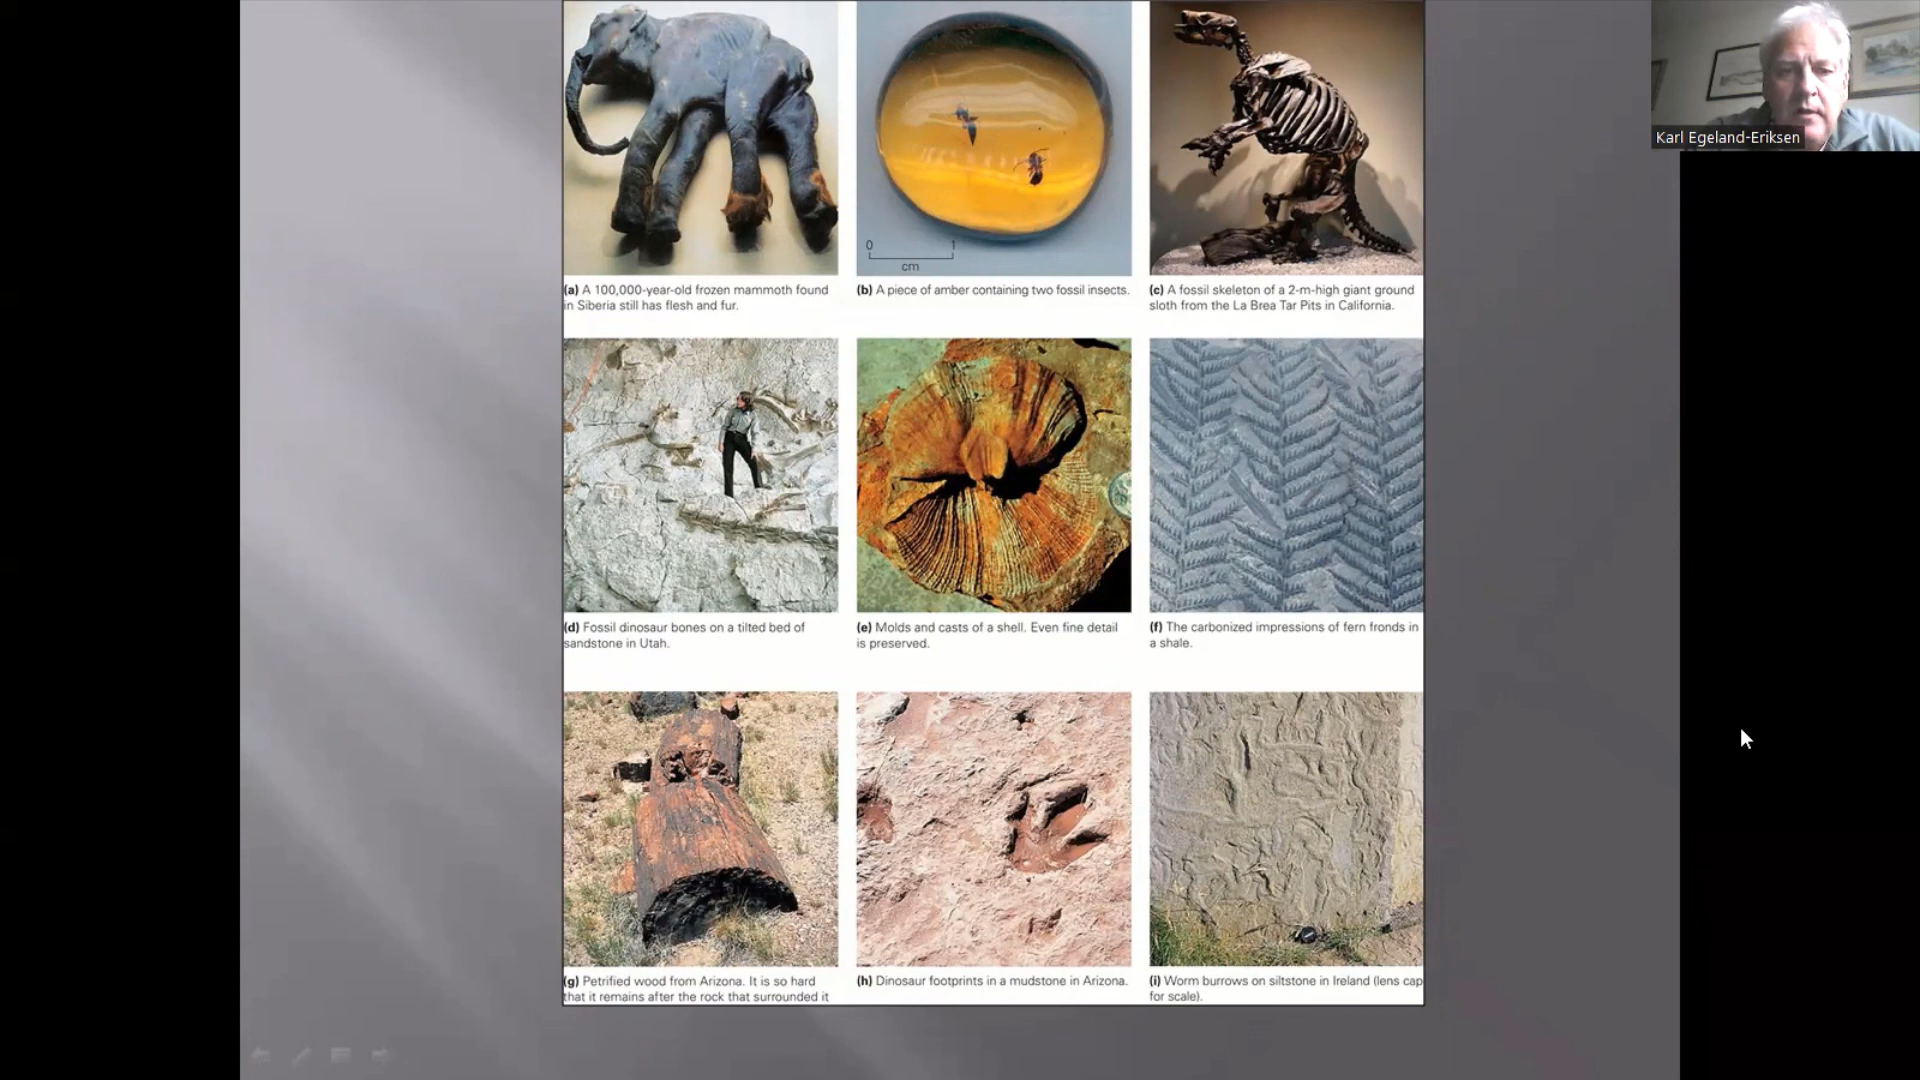 Karl Egeland-Eriksen
0 1
cm
(a) A 100,000-year-old frozen mammoth found
in Siberia still has flesh and fur.
(b) A piece of amber containing two fossil insects.
(c) A fossil skeleton of a 2-m-high giant ground
sloth from the La Brea Tar Pits in California.
(d) Fossil dinosaur bones on a tilted bed of
sandstone in Utah.
(e) Molds and casts of a shell. Even fine detail
is preserved.
(f) The carbonized impressions of fern fronds in
a shale.
(g) Petrified wood from Arizona. It is so hard
that it remains after the rock that surrounded it
(h) Dinosaur footprints in a mudstone in Arizona.
(i) Worm burrows on siltstone in Ireland (lens cap
for scale).